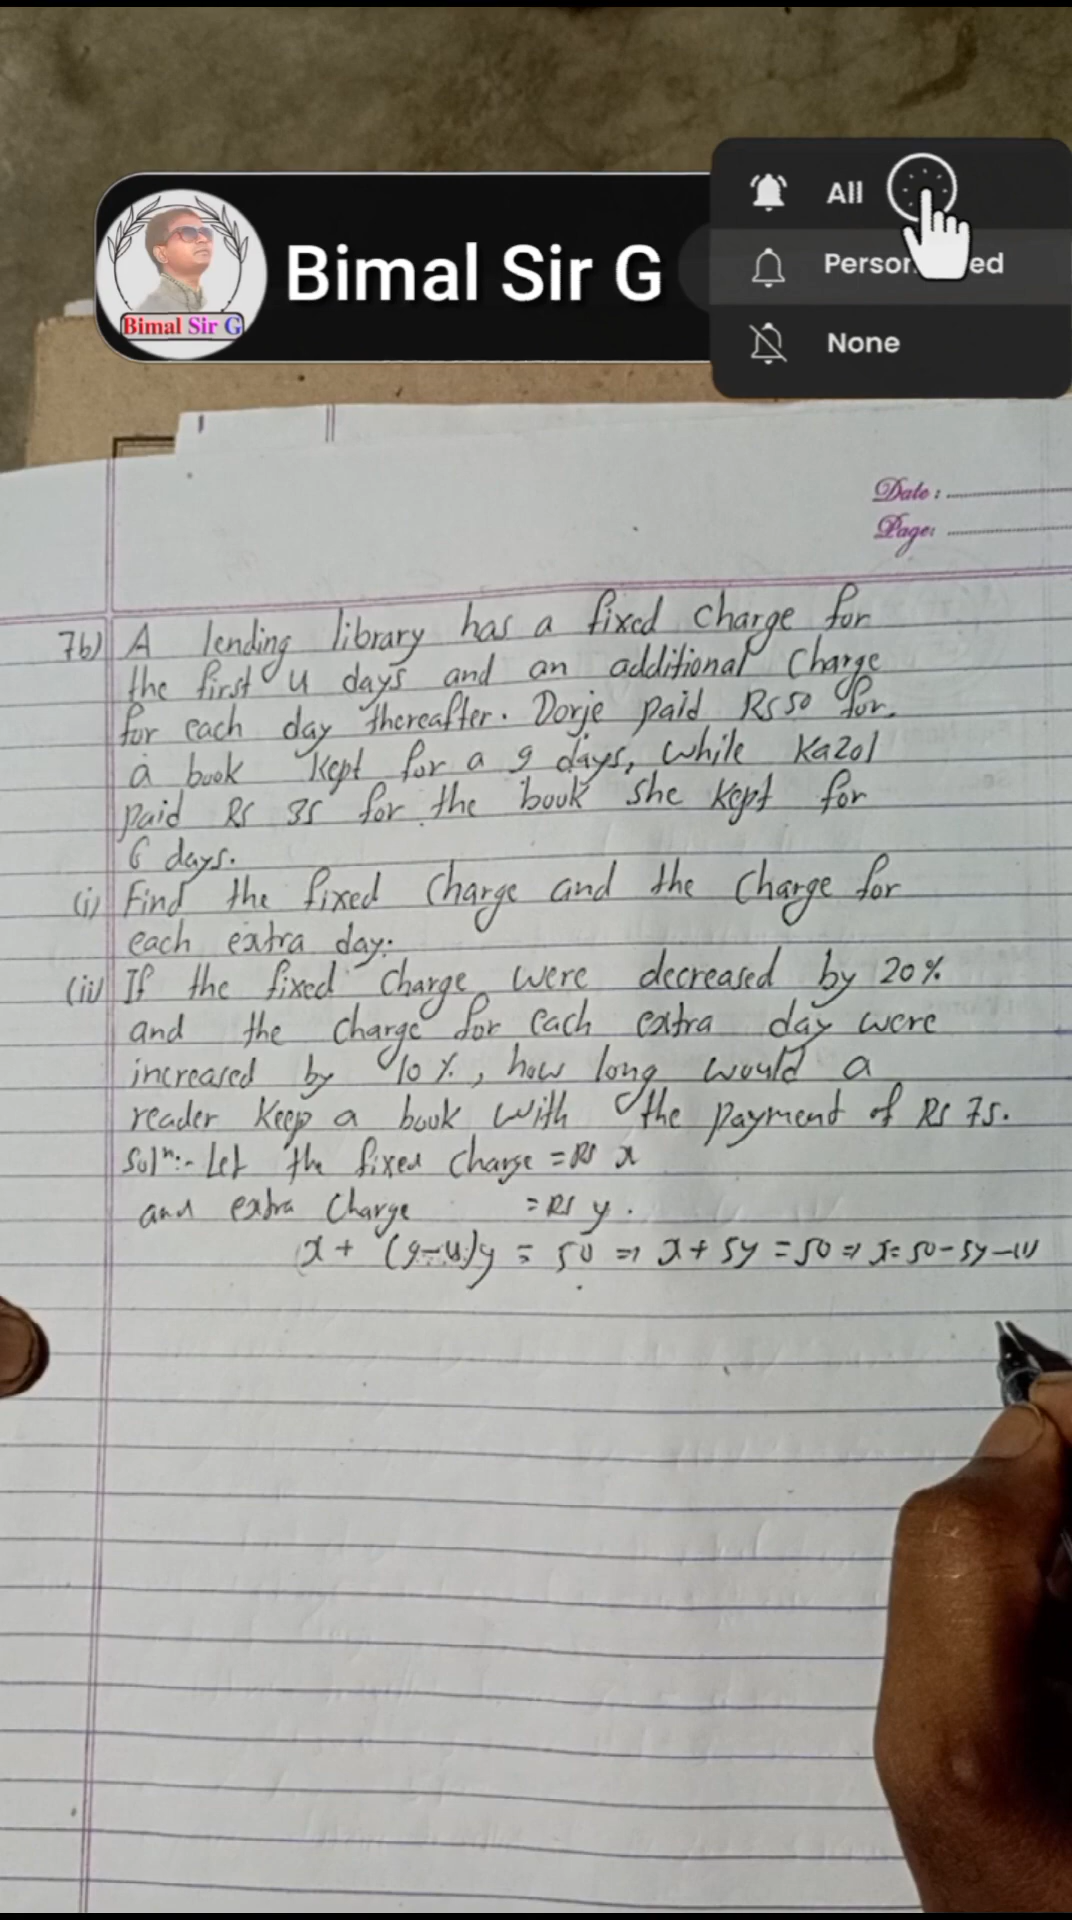 All
Bimal Sir G
Bimal Sir G
None
Date:
Page:
7b) A lending library has a fixed charge for
the first 4 days and an additional charge
for each day thereafter. Dorje paid Rs 50 for
a book kept for a 9 days, while Kazol
paid Rs 35 for the book she kept for
6 days.
(i) Find the fixed charge and the charge for
each extra day.
(ii) If the fixed charge were decreased by 20%
and the charge for each extra day were
increased by 10%, how long would a
reader keep a book with the payment of Rs 75.
Solⁿ:- Let the fixed charge = Rs x
and extra charge = Rs y.
x + (9-4)y = 50 ⇒ x + 5y = 50 ⇒ x = 50 - 5y —(i)